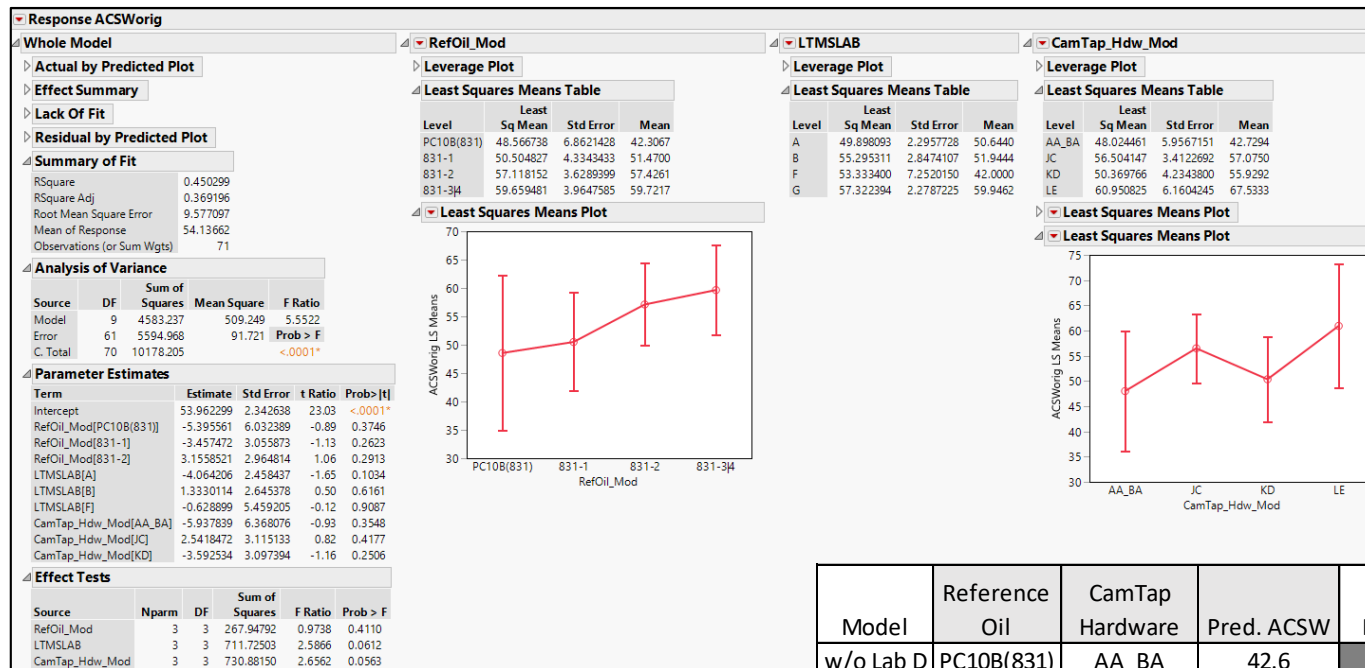 Response ACSWorig
Whole Model
Actual by Predicted Plot
Effect Summary
Lack Of Fit
Residual by Predicted Plot
Summary of Fit
RSquare 0.450299
RSquare Adj 0.369196
Root Mean Square Error 9.577097
Mean of Response 54.13662
Observations (or Sum Wgts) 71
Analysis of Variance
Sum of
Source DF Squares Mean Square F Ratio
Model 9 4583.237 509.249 5.5522
Error 61 5594.968 91.721 Prob > F
C. Total 70 10178.205 <.0001*
Parameter Estimates
Term Estimate Std Error t Ratio Prob>|t|
Intercept 53.962299 2.342638 23.03 <.0001*
RefOil_Mod[PC10B(831)] -5.395561 6.032389 -0.89 0.3746
RefOil_Mod[831-1] -3.457472 3.055873 -1.13 0.2623
RefOil_Mod[831-2] 3.1558521 2.964814 1.06 0.2913
LTMSLAB[A] -4.064206 2.458437 -1.65 0.1034
LTMSLAB[B] 1.3330114 2.645378 0.50 0.6161
LTMSLAB[F] -0.628899 5.459205 -0.12 0.9087
CamTap_Hdw_Mod[AA_BA] -5.937839 6.368076 -0.93 0.3548
CamTap_Hdw_Mod[JC] 2.5418472 3.115133 0.82 0.4177
CamTap_Hdw_Mod[KD] -3.592534 3.097394 -1.16 0.2506
Effect Tests
Sum of
Source Nparm DF Squares F Ratio Prob > F
RefOil_Mod 3 3 267.94792 0.9738 0.4110
LTMSLAB 3 3 711.72503 2.5866 0.0612
CamTap_Hdw_Mod 3 3 730.88150 2.6562 0.0563
RefOil_Mod
Leverage Plot
Least Squares Means Table
Least
Level Sq Mean Std Error Mean
PC10B(831) 48.566738 6.8621428 42.3067
831-1 50.504827 4.3343433 51.4700
831-2 57.118152 3.6289399 57.4261
831-3|4 59.659481 3.9647585 59.7217
Least Squares Means Plot
70
65
60
55
50
45
40
35
30
ACSWorig LS Means
PC10B(831) 831-1 831-2 831-3|4
RefOil_Mod
LTMSLAB
Leverage Plot
Least Squares Means Table
Least
Level Sq Mean Std Error Mean
A 49.898093 2.2957728 50.6440
B 55.295311 2.8474107 51.9444
F 53.333400 7.2520150 42.0000
G 57.322394 2.2787225 59.9462
CamTap_Hdw_Mod
Leverage Plot
Least Squares Means Table
Least
Level Sq Mean Std Error Mean
AA_BA 48.024461 5.9567151 42.7294
JC 56.504147 3.4122692 57.0750
KD 50.369766 4.2343800 55.9292
LE 60.950825 6.1604245 67.5333
Least Squares Means Plot
Least Squares Means Plot
75
70
65
60
55
50
45
40
35
30
ACSWorig LS Means
AA_BA JC KD LE
CamTap_Hdw_Mod
Reference CamTap
Model Oil Hardware Pred. ACSW
w/o Lab D PC10B(831) AA_BA 42.6